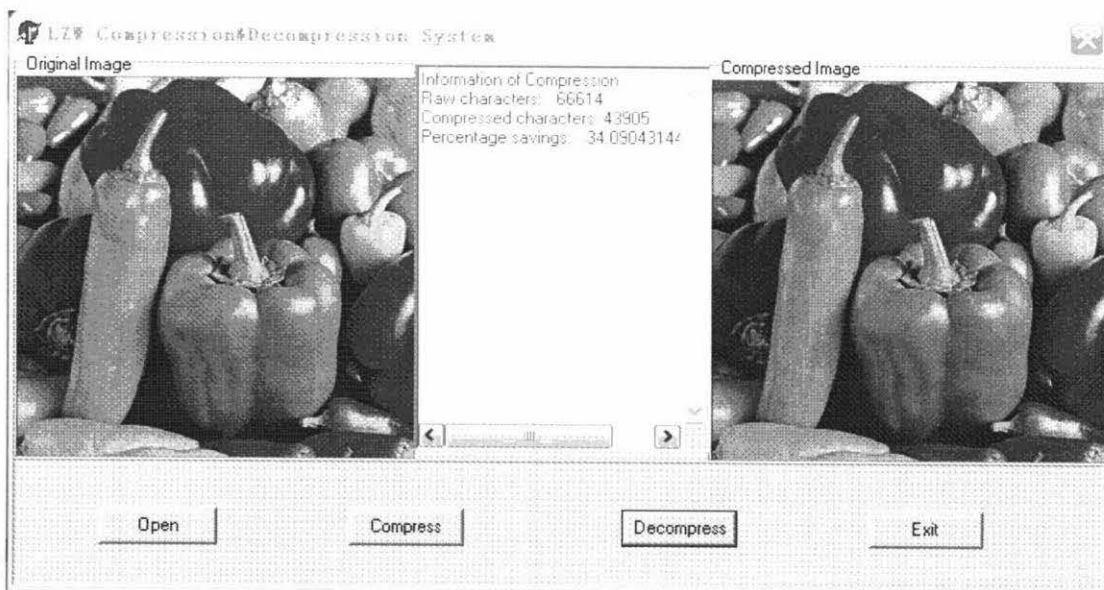 LZW Compression&Decompression System
Original Image
Information of Compression
Raw characters: 66614
Compressed characters: 43905
Percentage savings: 34.09043144
Compressed Image
Open
Compress
Decompress
Exit